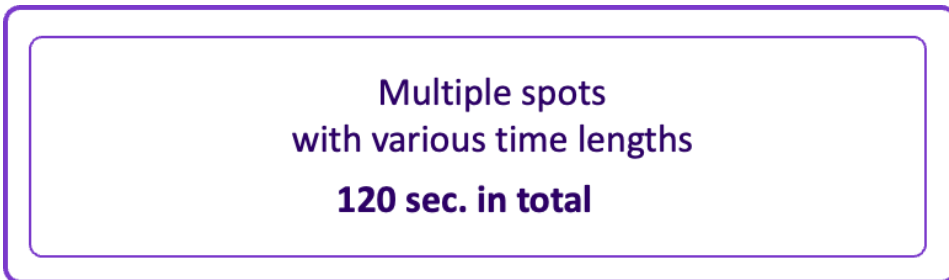 Multiple spots
with various time lengths
120 sec. in total